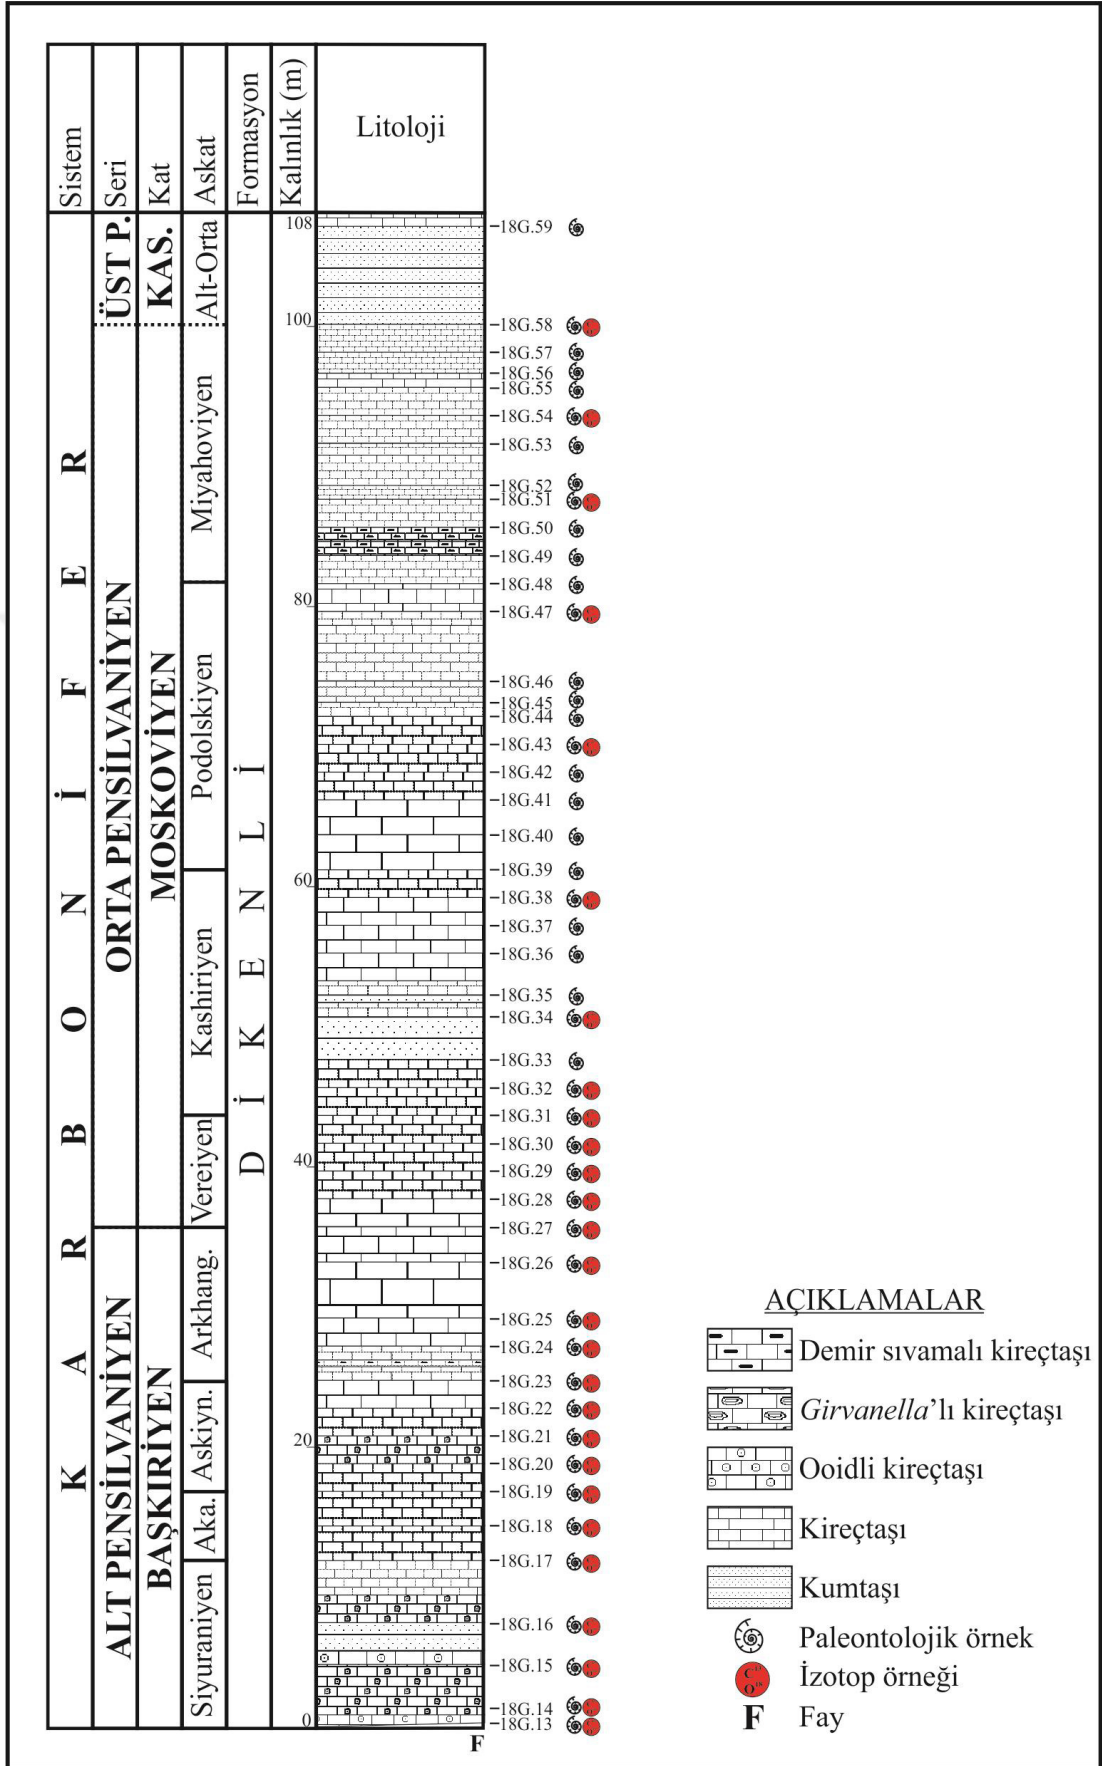 Sistem
Seri
Kat
Askat
Formasyon
Kalınlık (m)
Litoloji
KARBONİFER
ÜST P.
ORTA PENSİLVANİYEN
ALT PENSİLVANİYEN
KAS.
MOSKOVİYEN
BAŞKIRİYEN
Alt-Orta
Miyahoviyen
Podolskiyen
Kashiriyen
Vereiyen
Arkhang.
Askiyn.
Aka.
Siyuraniyen
DİKENLİ
108
100
80
60
40
20
0
18G.59
18G.58
18G.57
18G.56
18G.55
18G.54
18G.53
18G.52
18G.51
18G.50
18G.49
18G.48
18G.47
18G.46
18G.45
18G.44
18G.43
18G.42
18G.41
18G.40
18G.39
18G.38
18G.37
18G.36
18G.35
18G.34
18G.33
18G.32
18G.31
18G.30
18G.29
18G.28
18G.27
18G.26
18G.25
18G.24
18G.23
18G.22
18G.21
18G.20
18G.19
18G.18
18G.17
18G.16
18G.15
18G.14
18G.13
F
AÇIKLAMALAR
Demir sıvamalı kireçtaşı
Girvanella'lı kireçtaşı
Ooidli kireçtaşı
Kireçtaşı
Kumtaşı
Paleontolojik örnek
İzotop örneği
F Fay